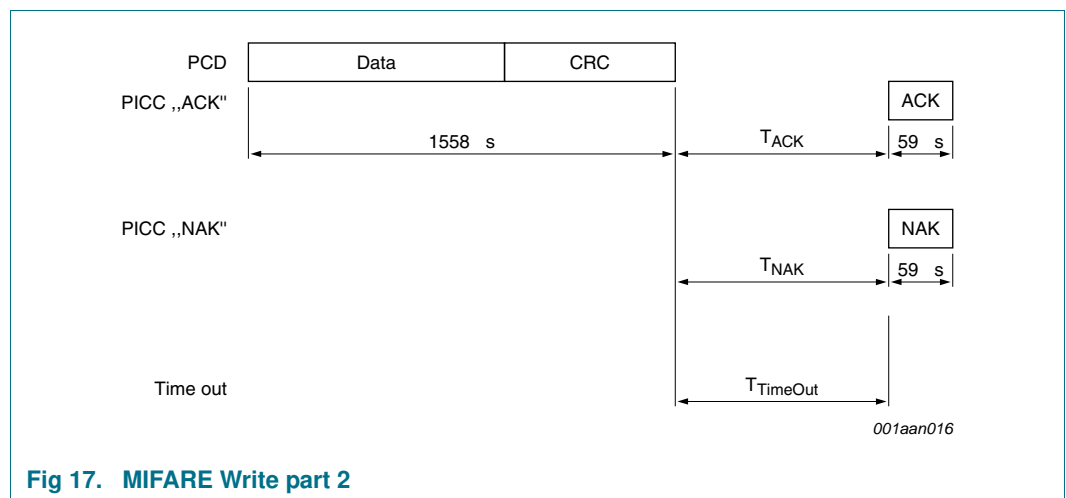 PCD Data CRC
PICC ,,ACK" ACK
1558 s TACK 59 s
PICC ,,NAK" NAK
TNAK 59 s
Time out TTimeOut
001aan016
Fig 17. MIFARE Write part 2